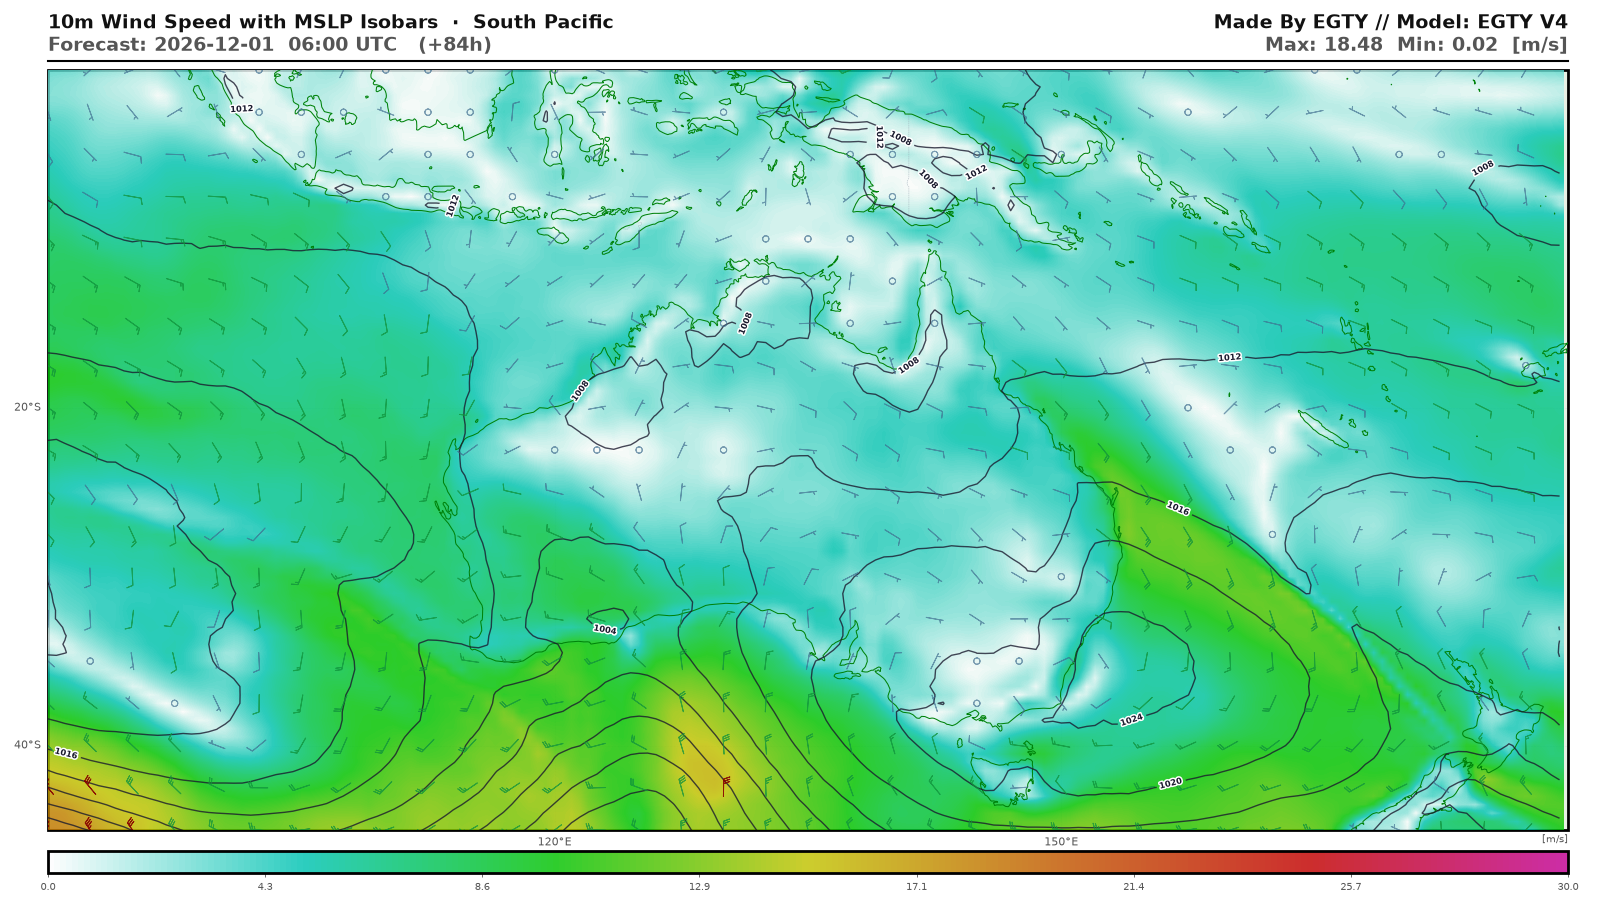 10m Wind Speed with MSLP Isobars · South Pacific
Made By EGTY // Model: EGTY V4
Forecast: 2026-12-01 06:00 UTC (+84h)
Max: 18.48 Min: 0.02 [m/s]
1012
1012
1008
1008
1012
1008
1012
1008
1012
1008
1008
20°S
1016
1004
1024
40°S
1016
1020
120°E
150°E
[m/s]
0.0
4.3
8.6
12.9
17.1
21.4
25.7
30.0